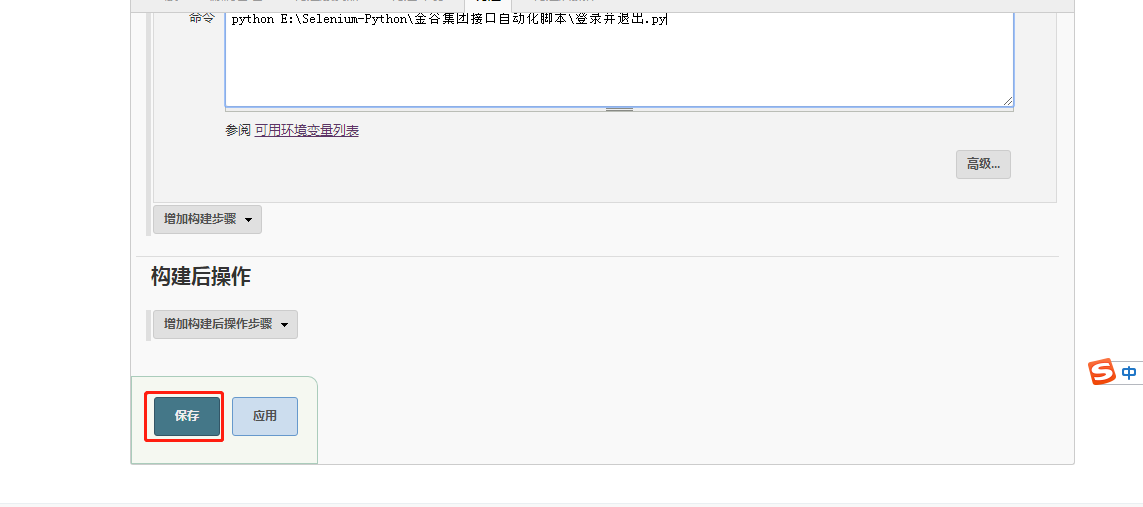 命令
python E:\Selenium-Python\金谷集团接口自动化脚本\登录并退出.py
参阅 可用环境变量列表
高级...
增加构建步骤
构建后操作
增加构建后操作步骤
保存
应用
S 中